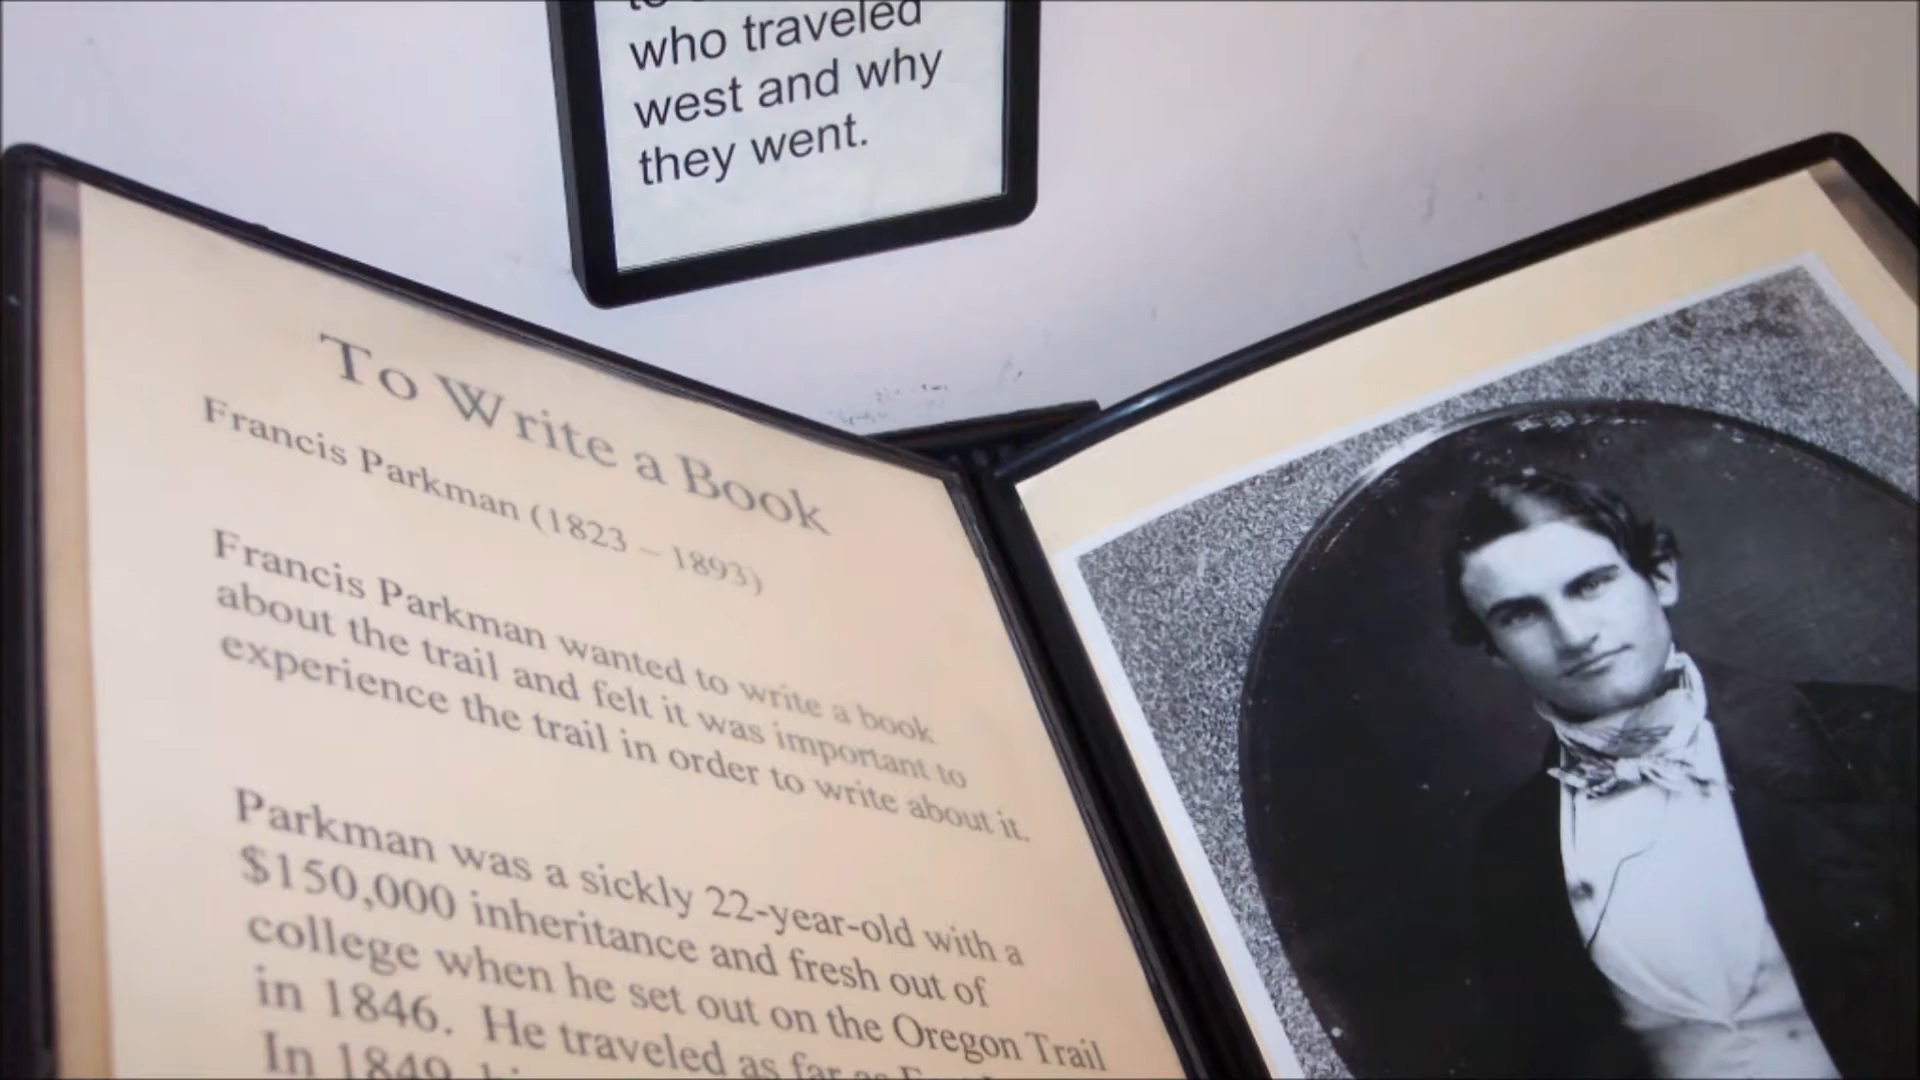 who traveled
west and why
they went.
To Write a Book
Francis Parkman (1823 – 1893)
Francis Parkman wanted to write a book
about the trail and felt it was important to
experience the trail in order to write about it.
Parkman was a sickly 22-year-old with a
$150,000 inheritance and fresh out of
college when he set out on the Oregon Trail
in 1846. He traveled as far as
In 1849